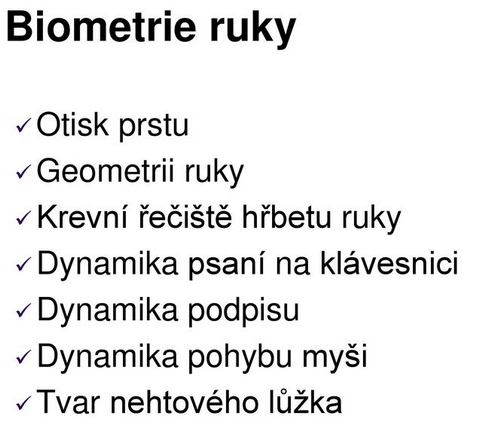 Biometrie ruky
✓ Otisk prstu
✓ Geometrii ruky
✓ Krevní řečiště hřbetu ruky
✓ Dynamika psaní na klávesnici
✓ Dynamika podpisu
✓ Dynamika pohybu myši
✓ Tvar nehtového lůžka